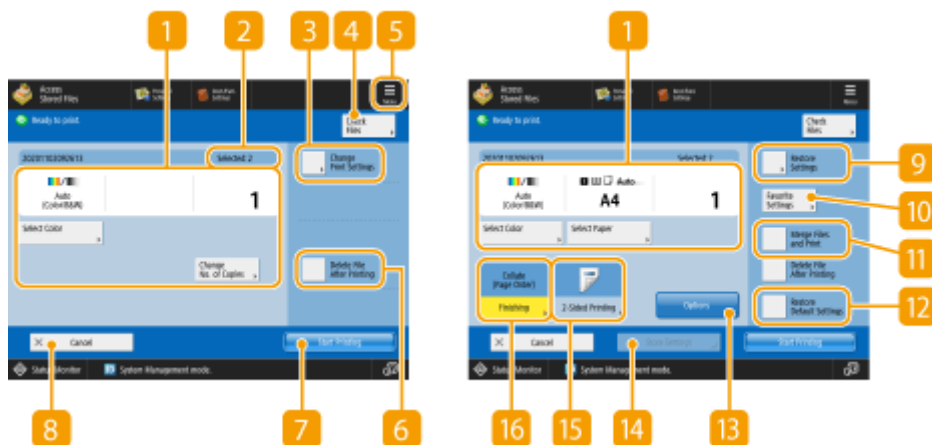 1
2
3
4
5
1
Access
Stored Files
Menu
Access
Stored Files
Menu
Ready to print.
Check
Files
Ready to print.
Check
Files
Selected: 2
Change
Print Settings
Auto
(Color/B&W)
1
Select Color
Change
No. of Copies
Delete File
After Printing
Auto
(Color/B&W)
Auto
A4
1
Select Color
Select Paper
Restore
Settings
9
Favorite
Settings
10
Merge Files
and Print
11
Delete File
After Printing
Restore
Default Settings
12
Collate
(Page Order)
Finishing
2-Sided Printing
Options
Cancel
Start Printing
Cancel
Start Printing
Status Monitor
System Management mode.
Status Monitor
System Management mode.
8
7
6
16
15
14
13